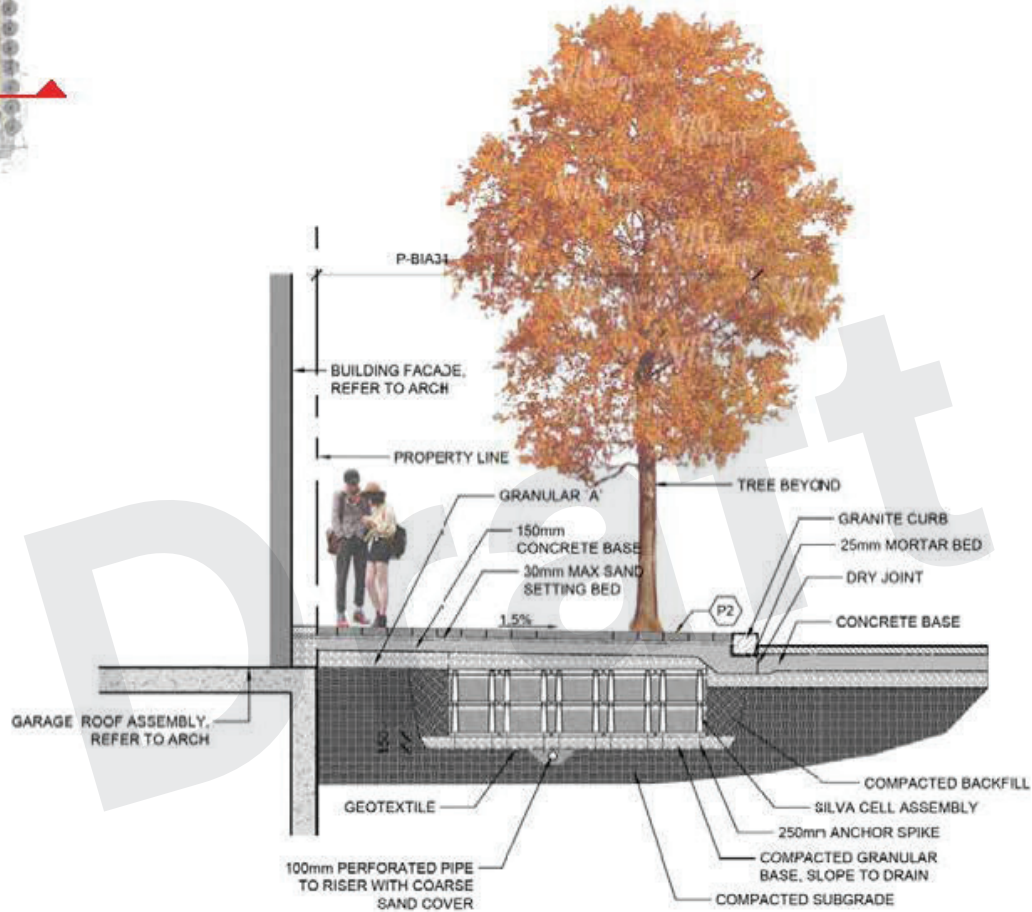 P-BIA31
BUILDING FACADE,
REFER TO ARCH
PROPERTY LINE
GRANULAR 'A'
TREE BEYOND
150mm
CONCRETE BASE
GRANITE CURB
25mm MORTAR BED
30mm MAX SAND
SETTING BED
DRY JOINT
P2
1.5%
CONCRETE BASE
GARAGE ROOF ASSEMBLY,
REFER TO ARCH
150
COMPACTED BACKFILL
GEOTEXTILE
SILVA CELL ASSEMBLY
250mm ANCHOR SPIKE
100mm PERFORATED PIPE
TO RISER WITH COARSE
SAND COVER
COMPACTED GRANULAR
BASE, SLOPE TO DRAIN
COMPACTED SUBGRADE
Draft